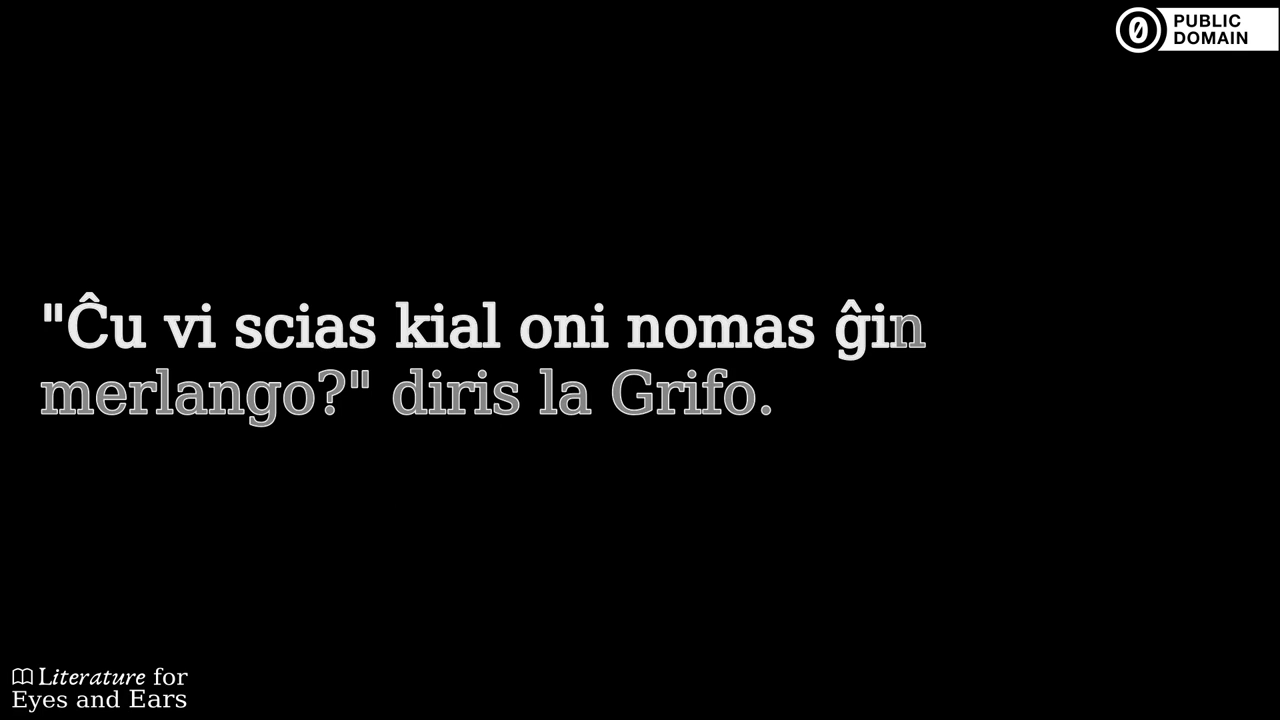 PUBLIC
DOMAIN
"Ĉu vi scias kial oni nomas ĝin
merlango?" diris la Grifo.
Literature for
Eyes and Ears